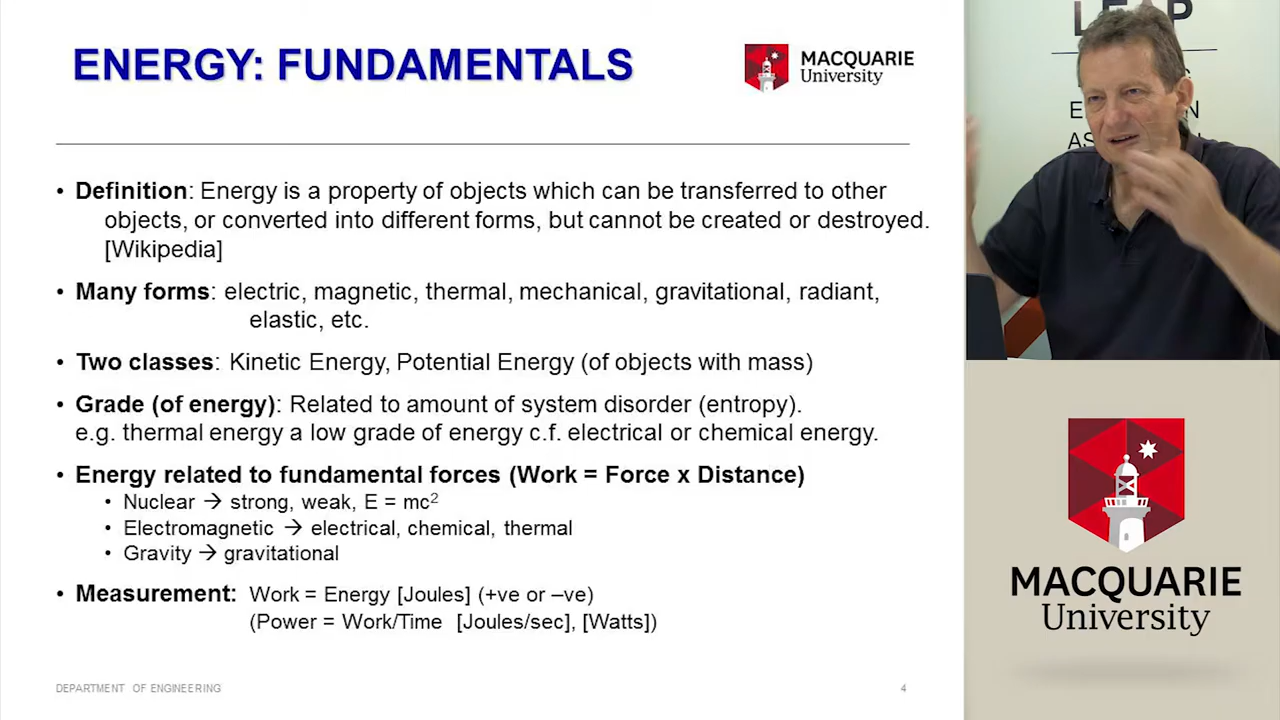 ENERGY: FUNDAMENTALS
MACQUARIE
University
• Definition: Energy is a property of objects which can be transferred to other
objects, or converted into different forms, but cannot be created or destroyed.
[Wikipedia]
• Many forms: electric, magnetic, thermal, mechanical, gravitational, radiant,
elastic, etc.
• Two classes: Kinetic Energy, Potential Energy (of objects with mass)
• Grade (of energy): Related to amount of system disorder (entropy).
e.g. thermal energy a low grade of energy c.f. electrical or chemical energy.
• Energy related to fundamental forces (Work = Force x Distance)
• Nuclear → strong, weak, E = mc²
• Electromagnetic → electrical, chemical, thermal
• Gravity → gravitational
• Measurement: Work = Energy [Joules] (+ve or –ve)
(Power = Work/Time [Joules/sec], [Watts])
DEPARTMENT OF ENGINEERING
4
MACQUARIE
University